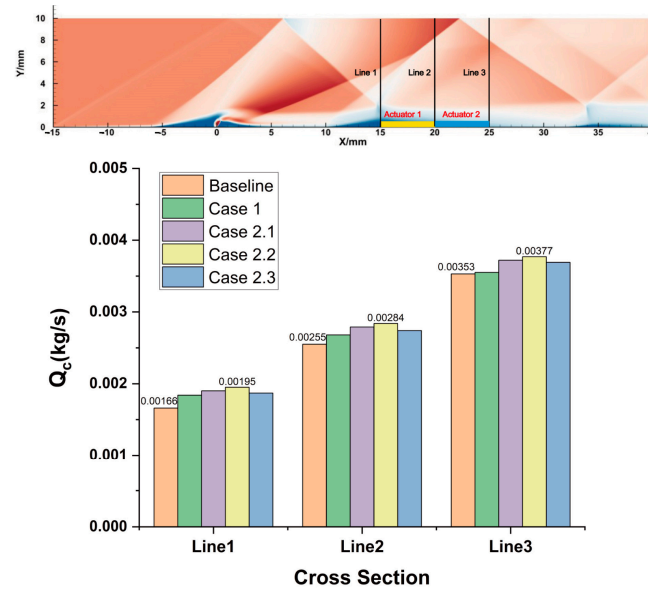 10
8
6
4
2
0
Y/mm
Line 1
Line 2
Line 3
Actuator 1
Actuator 2
-15
-10
-5
0
5
10
15
20
25
30
35
40
X/mm
0.005
0.004
0.003
0.002
0.001
0.000
Qc(kg/s)
Baseline
Case 1
Case 2.1
Case 2.2
Case 2.3
0.00166
0.00195
0.00255
0.00284
0.00353
0.00377
Line1
Line2
Line3
Cross Section